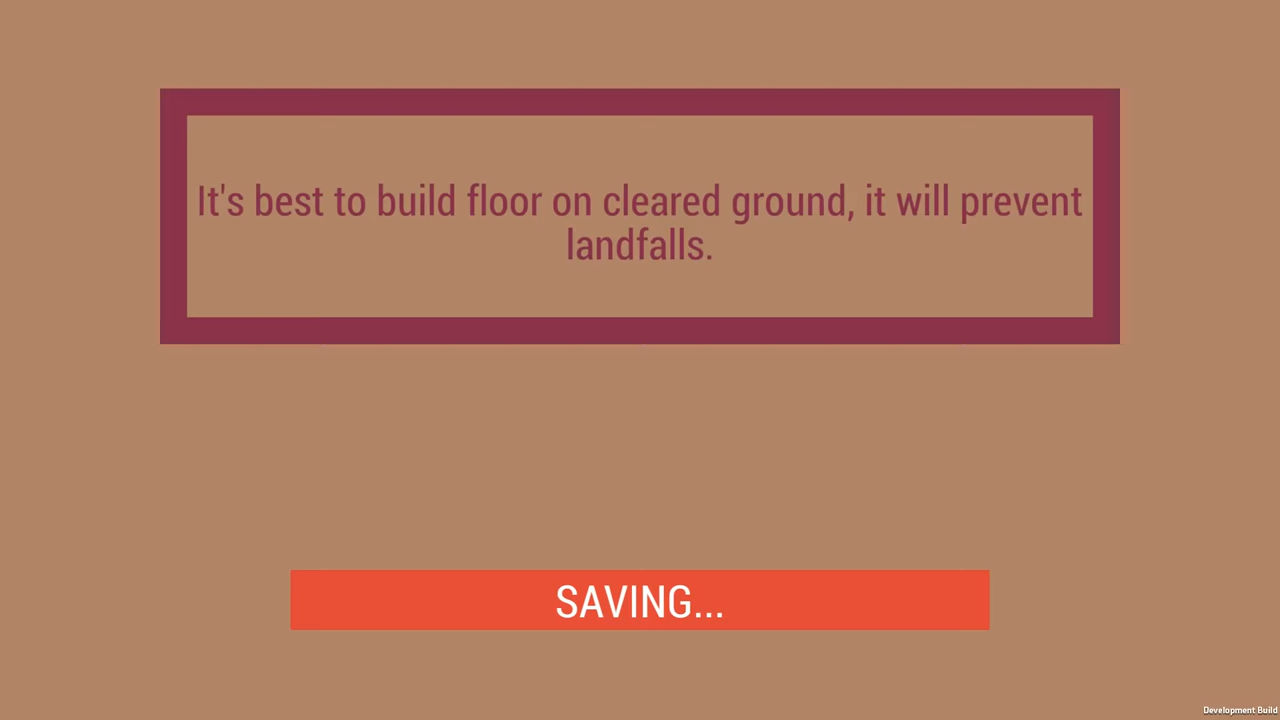 It's best to build floor on cleared ground, it will prevent
landfalls.
SAVING...
Development Build